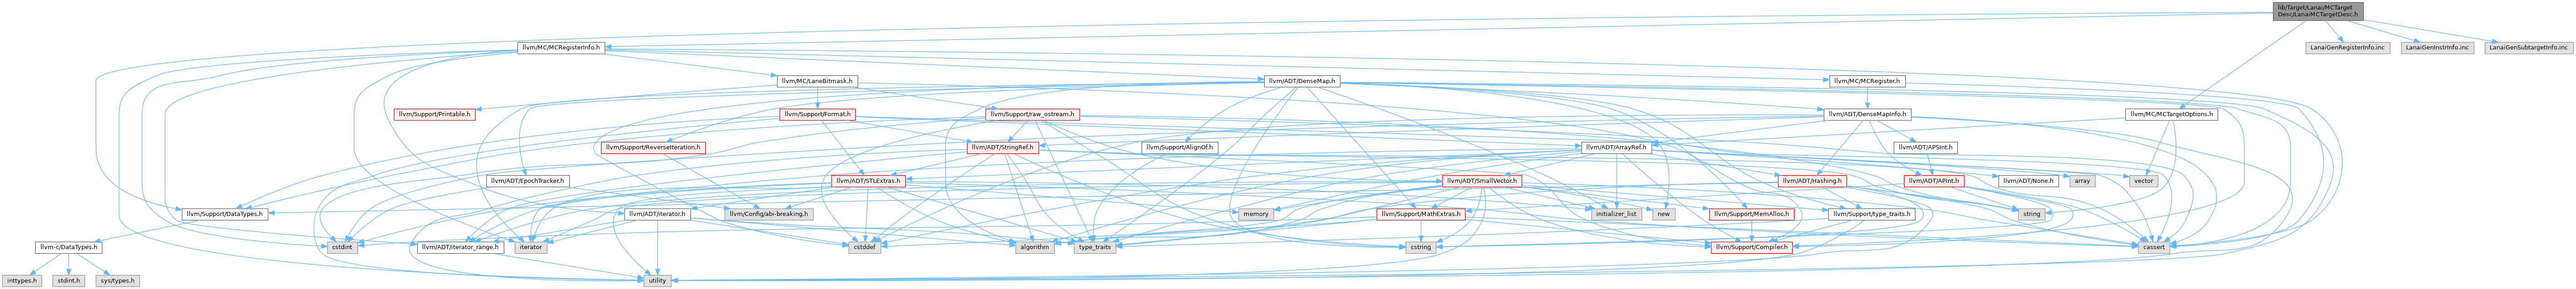 lib/Target/Lanai/MCTarget
Desc/LanaiMCTargetDesc.h
llvm/MC/MCRegisterInfo.h
LanaiGenRegisterInfo.inc
LanaiGenInstrInfo.inc
LanaiGenSubtargetInfo.inc
llvm/MC/LaneBitmask.h
llvm/ADT/DenseMap.h
llvm/MC/MCRegister.h
llvm/Support/Printable.h
llvm/Support/Format.h
llvm/Support/raw_ostream.h
llvm/ADT/DenseMapInfo.h
llvm/MC/MCTargetOptions.h
llvm/Support/ReverseIteration.h
llvm/ADT/StringRef.h
llvm/Support/AlignOf.h
llvm/ADT/ArrayRef.h
llvm/ADT/APSInt.h
llvm/ADT/EpochTracker.h
llvm/ADT/STLExtras.h
llvm/ADT/SmallVector.h
llvm/ADT/Hashing.h
llvm/ADT/APInt.h
llvm/ADT/None.h
array
vector
llvm/Support/DataTypes.h
llvm/ADT/iterator.h
llvm/Config/abi-breaking.h
memory
llvm/Support/MathExtras.h
initializer_list
new
llvm/Support/MemAlloc.h
llvm/Support/type_traits.h
string
llvm-c/DataTypes.h
cstdint
llvm/ADT/iterator_range.h
iterator
cstddef
algorithm
type_traits
cstring
llvm/Support/Compiler.h
cassert
inttypes.h
stdint.h
sys/types.h
utility